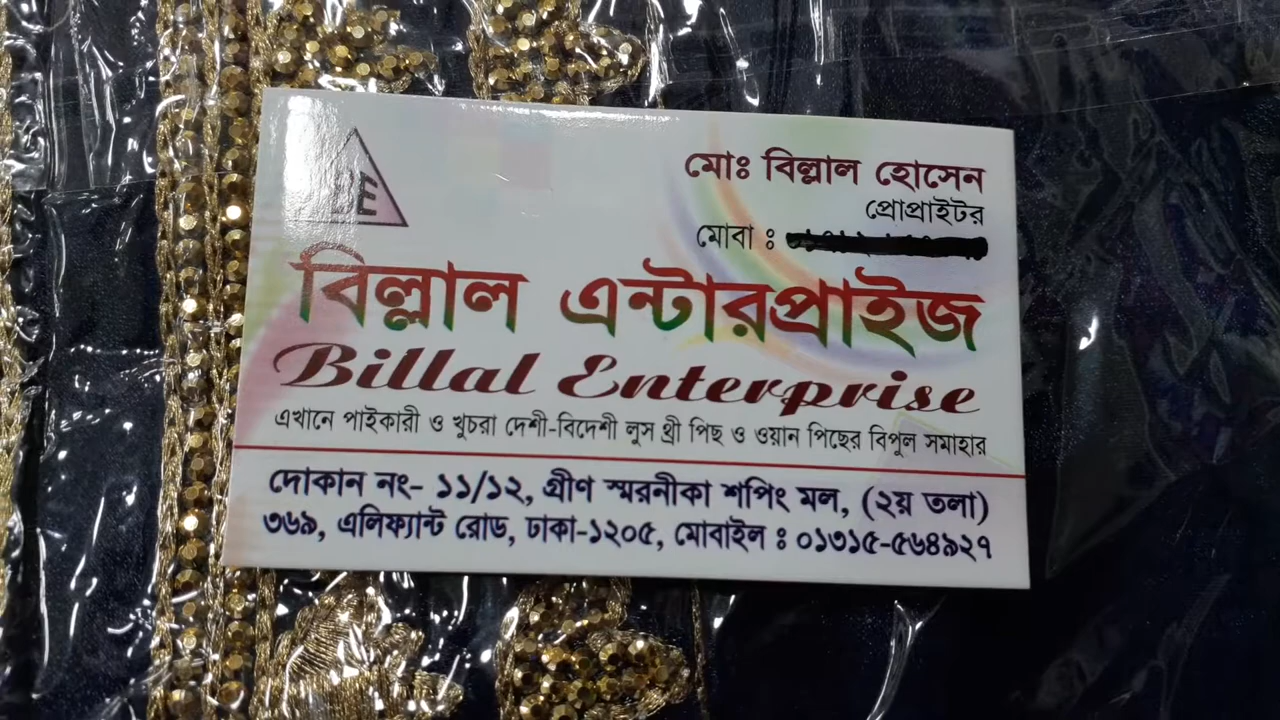 BE
মোঃ বিল্লাল হোসেন
প্রোপ্রাইটর
মোবা ঃ
বিল্লাল এন্টারপ্রাইজ
Billal Enterprise
এখানে পাইকারী ও খুচরা দেশী-বিদেশী লুস থ্রী পিছ ও ওয়ান পিছের বিপুল সমাহার
দোকান নং- ১১/১২, গ্রীণ স্মরনীকা শপিং মল, (২য় তলা)
৩৬৯, এলিফ্যান্ট রোড, ঢাকা-১২০৫, মোবাইল ঃ ০১৩১৫-৫৬৪৯২৭